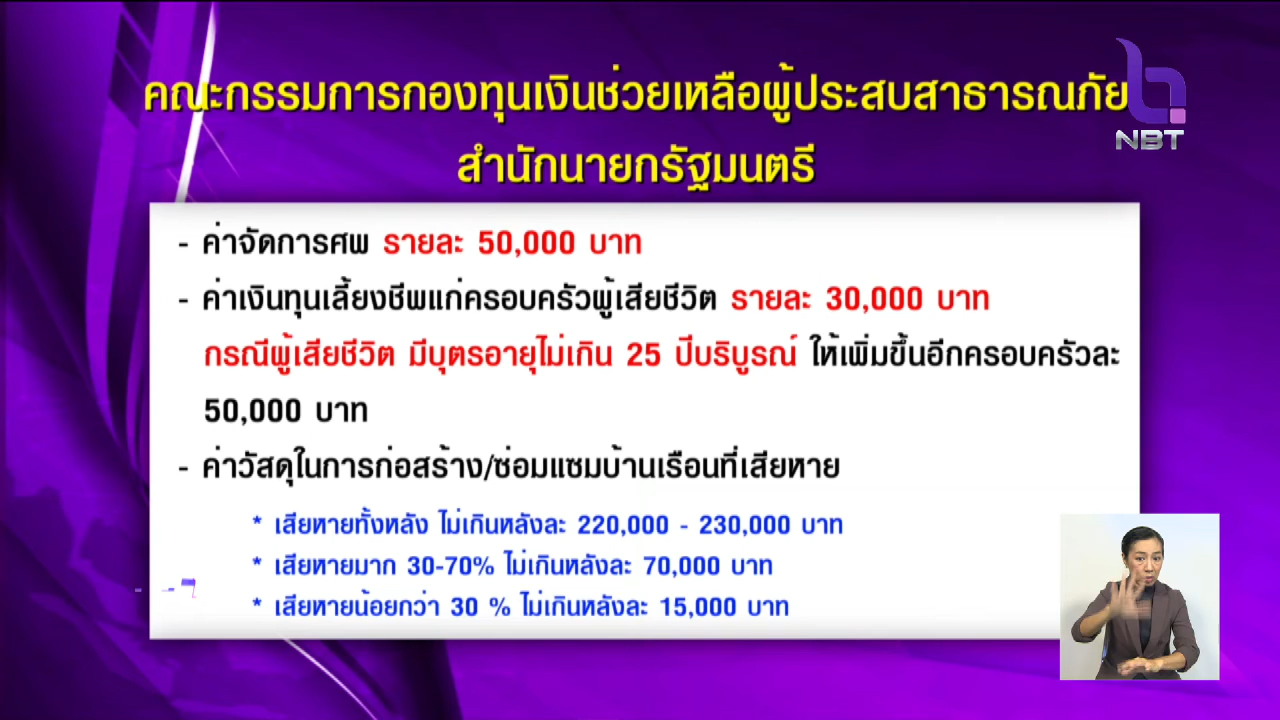 คณะกรรมการกองทุนเงินช่วยเหลือผู้ประสบสาธารณภัย
สำนักนายกรัฐมนตรี
NBT
- ค่าจัดการศพ รายละ 50,000 บาท
- ค่าเงินทุนเลี้ยงชีพแก่ครอบครัวผู้เสียชีวิต รายละ 30,000 บาท
กรณีผู้เสียชีวิต มีบุตรอายุไม่เกิน 25 ปีบริบูรณ์ ให้เพิ่มขึ้นอีกครอบครัวละ
50,000 บาท
- ค่าวัสดุในการก่อสร้าง/ซ่อมแซมบ้านเรือนที่เสียหาย
* เสียหายทั้งหลัง ไม่เกินหลังละ 220,000 - 230,000 บาท
* เสียหายมาก 30-70% ไม่เกินหลังละ 70,000 บาท
* เสียหายน้อยกว่า 30 % ไม่เกินหลังละ 15,000 บาท